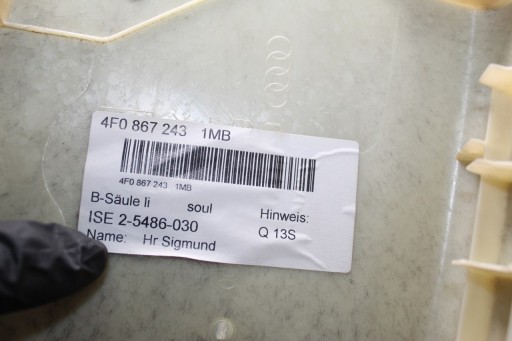 4F0 867 243 1MB
4F0 867 243 1MB
B-Säule li soul
ISE 2-5486-030
Name: Hr Sigmund
Hinweis:
Q 13S